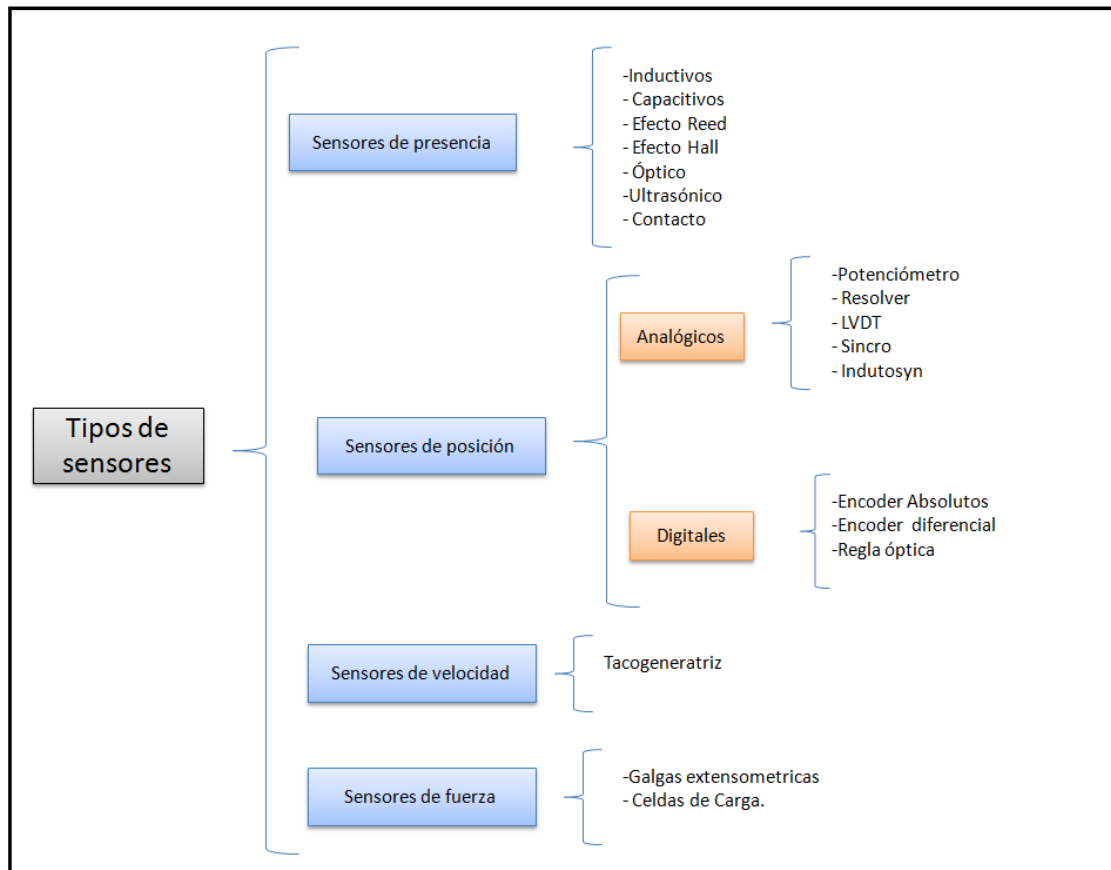 Tipos de
sensores
Sensores de presencia
-Inductivos
- Capacitivos
- Efecto Reed
- Efecto Hall
- Óptico
-Ultrasónico
- Contacto
Sensores de posición
Analógicos
-Potenciómetro
- Resolver
- LVDT
- Sincro
- Indutosyn
Digitales
-Encoder Absolutos
-Encoder diferencial
-Regla óptica
Sensores de velocidad
Tacogeneratriz
Sensores de fuerza
-Galgas extensometricas
- Celdas de Carga.